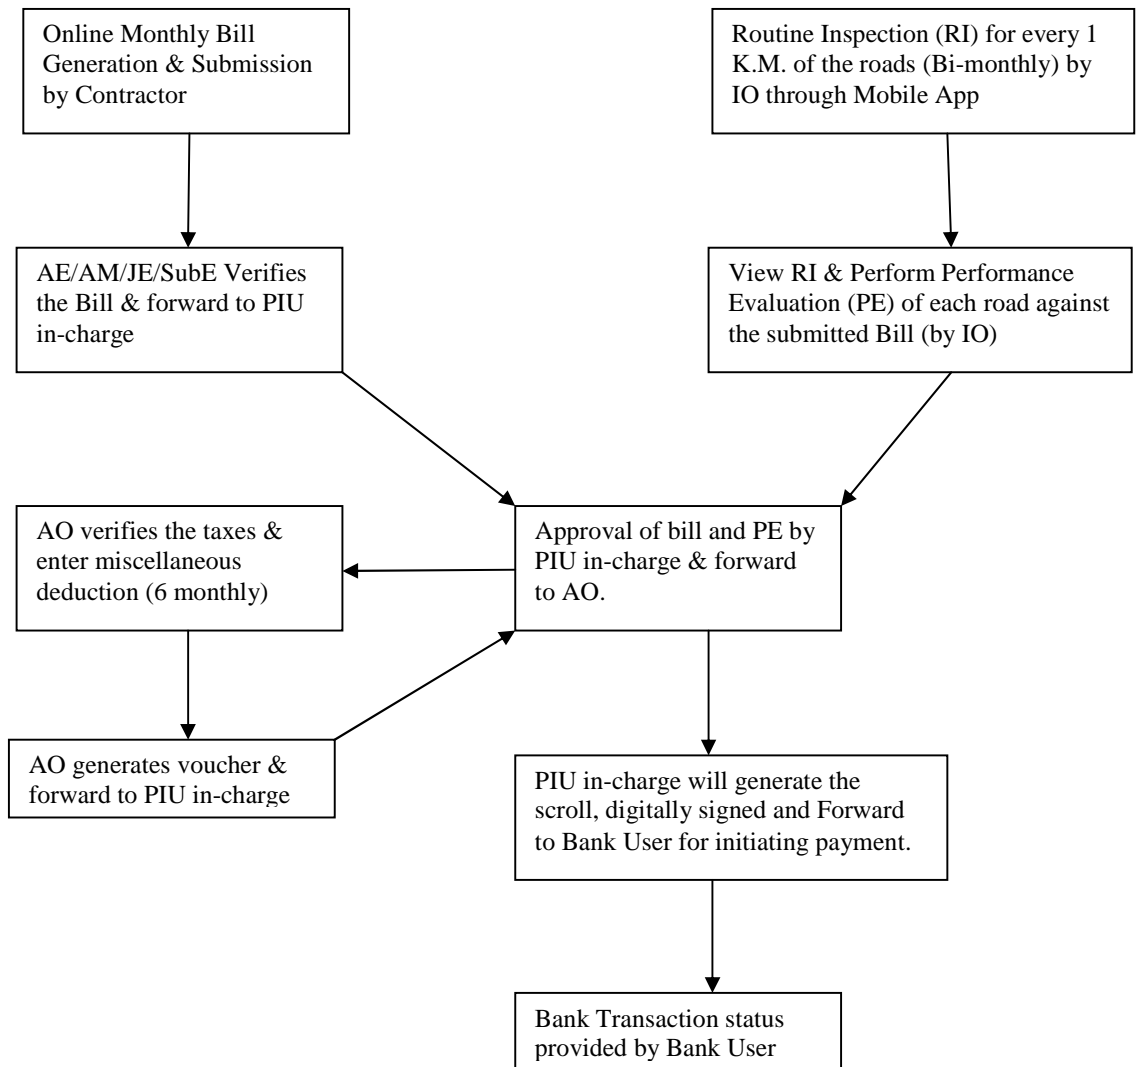 Online Monthly Bill
Generation & Submission
by Contractor
Routine Inspection (RI) for every 1
K.M. of the roads (Bi-monthly) by
IO through Mobile App
AE/AM/JE/SubE Verifies
the Bill & forward to PIU
in-charge
View RI & Perform Performance
Evaluation (PE) of each road against
the submitted Bill (by IO)
AO verifies the taxes &
enter miscellaneous
deduction (6 monthly)
Approval of bill and PE by
PIU in-charge & forward
to AO.
AO generates voucher &
forward to PIU in-charge
PIU in-charge will generate the
scroll, digitally signed and Forward
to Bank User for initiating payment.
Bank Transaction status
provided by Bank User